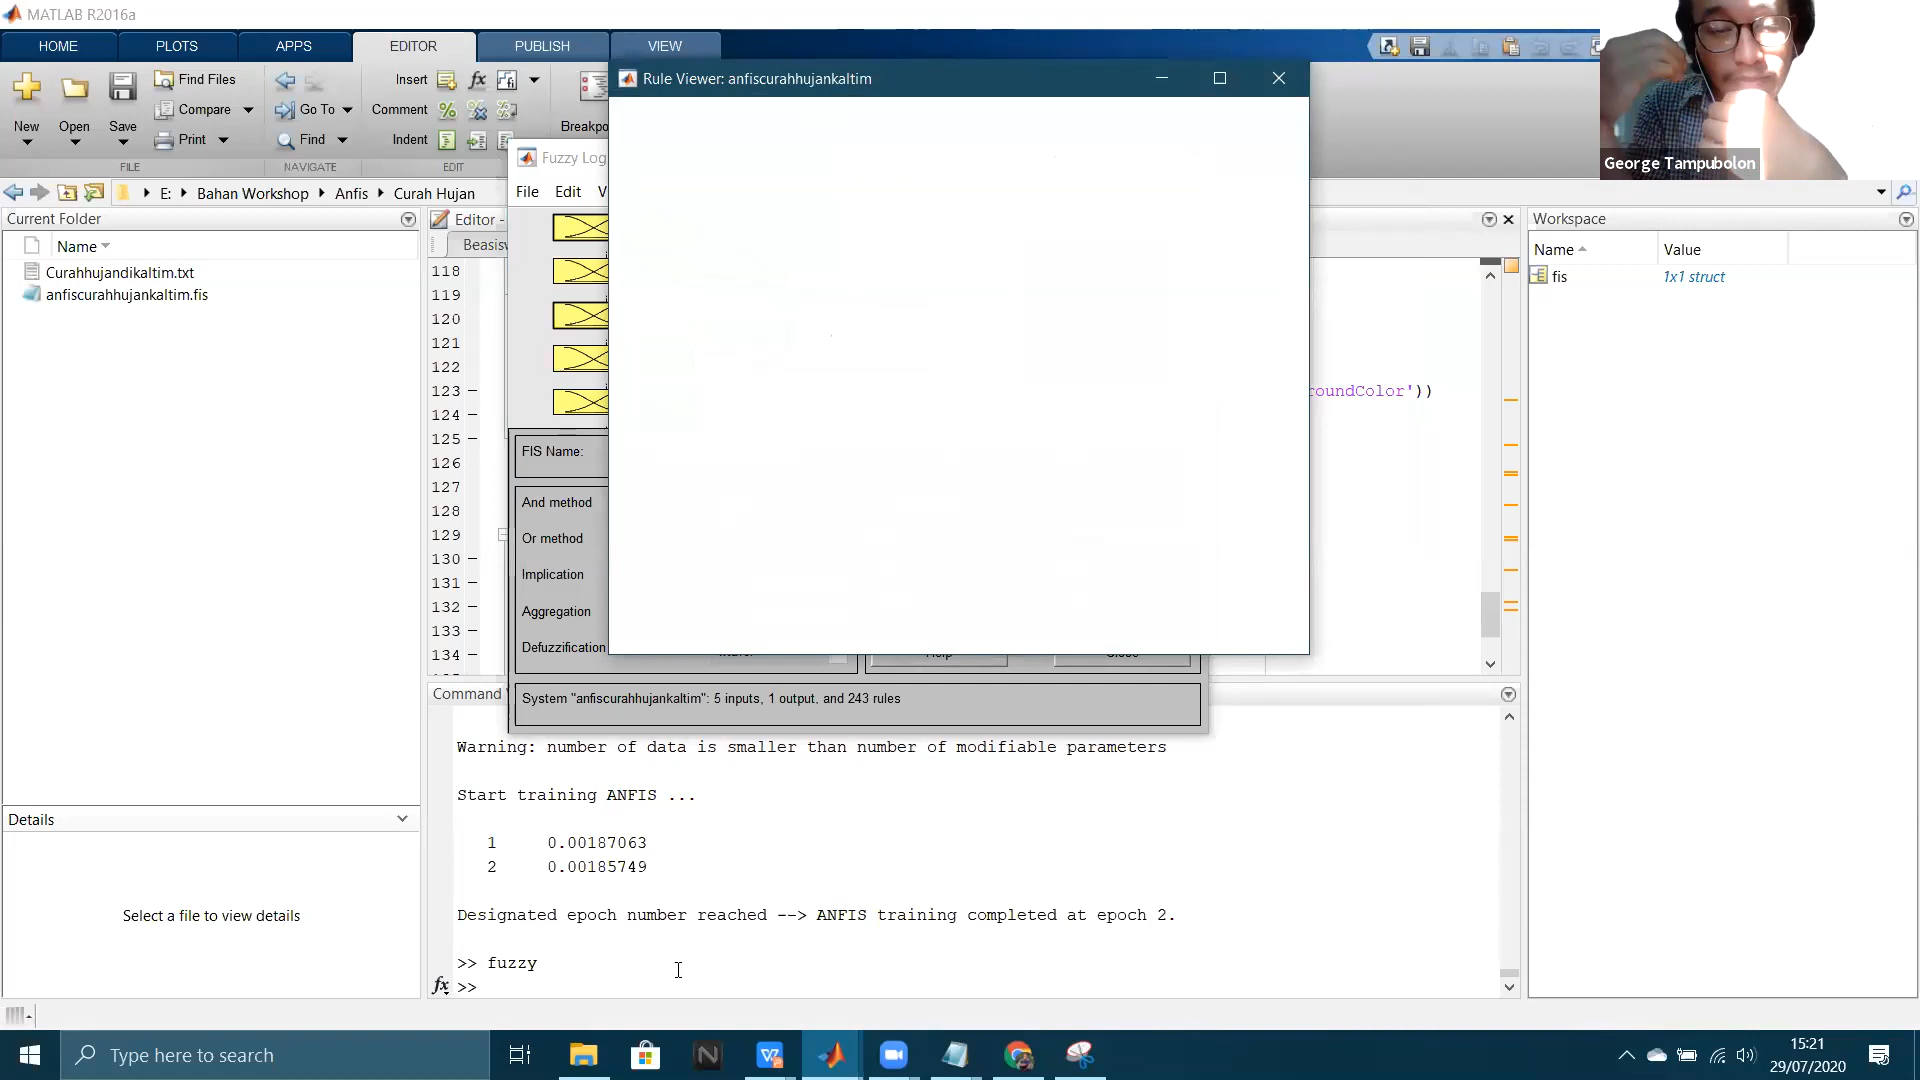 MATLAB R2016a
HOME PLOTS APPS EDITOR PUBLISH VIEW
Rule Viewer: anfiscurahhujankaltim
New Open Save
Find Files
Compare
Print
FILE
Go To
Find
NAVIGATE
Insert fx
Comment
Indent
EDIT
Fuzzy Log
File Edit V
George Tampubolon
E: Bahan Workshop Anfis Curah Hujan
Current Folder
Name
Curahhujandikaltim.txt
anfiscurahhujankaltim.fis
Details
Select a file to view details
Editor -
118
119
120
121
122
123
roundColor'))
124
125
126
127
128
129
130
131
132
133
134
FIS Name:
And method
Or method
Implication
Aggregation
Defuzzification
Help Close
System "anfiscurahhujankaltim": 5 inputs, 1 output, and 243 rules
Command
Warning: number of data is smaller than number of modifiable parameters
Start training ANFIS ...
1 0.00187063
2 0.00185749
Designated epoch number reached --> ANFIS training completed at epoch 2.
>> fuzzy
fx >>
Workspace
Name Value
fis 1x1 struct
Type here to search
15:21
29/07/2020